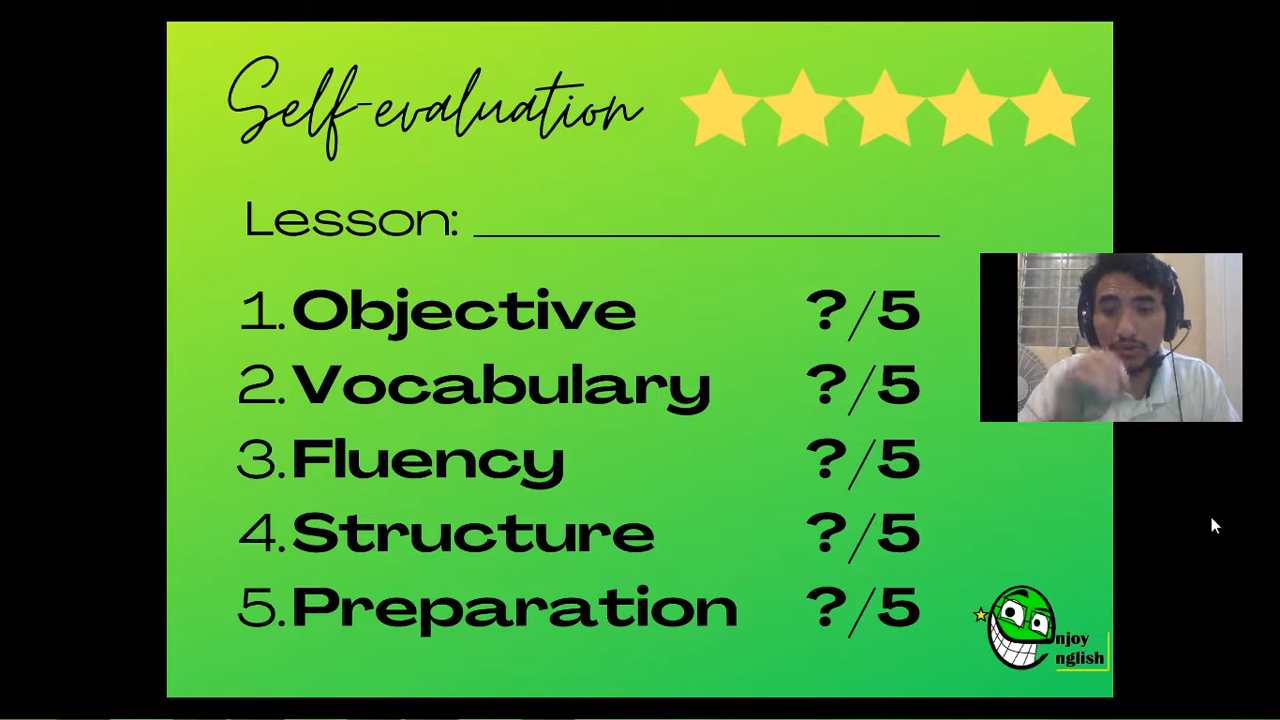 Self-evaluation
Lesson: ____________________
1. Objective ?/5
2. Vocabulary ?/5
3. Fluency ?/5
4. Structure ?/5
5. Preparation ?/5
njoy
nglish